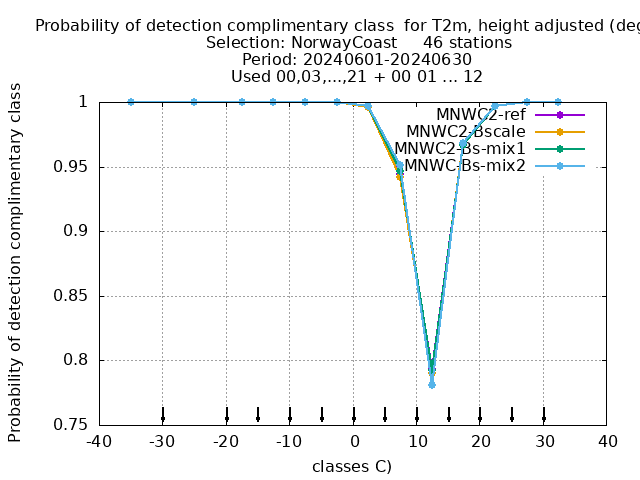 Probability of detection complimentary class for T2m, height adjusted (deg
Selection: NorwayCoast 46 stations
Period: 20240601-20240630
Used 00,03,...,21 + 00 01 ... 12
MNWC2-ref
MNWC2-Bscale
MNWC2-Bs-mix1
MNWC-Bs-mix2
Probability of detection complimentary class
1
0.95
0.9
0.85
0.8
0.75
-40 -30 -20 -10 0 10 20 30 40
classes C)